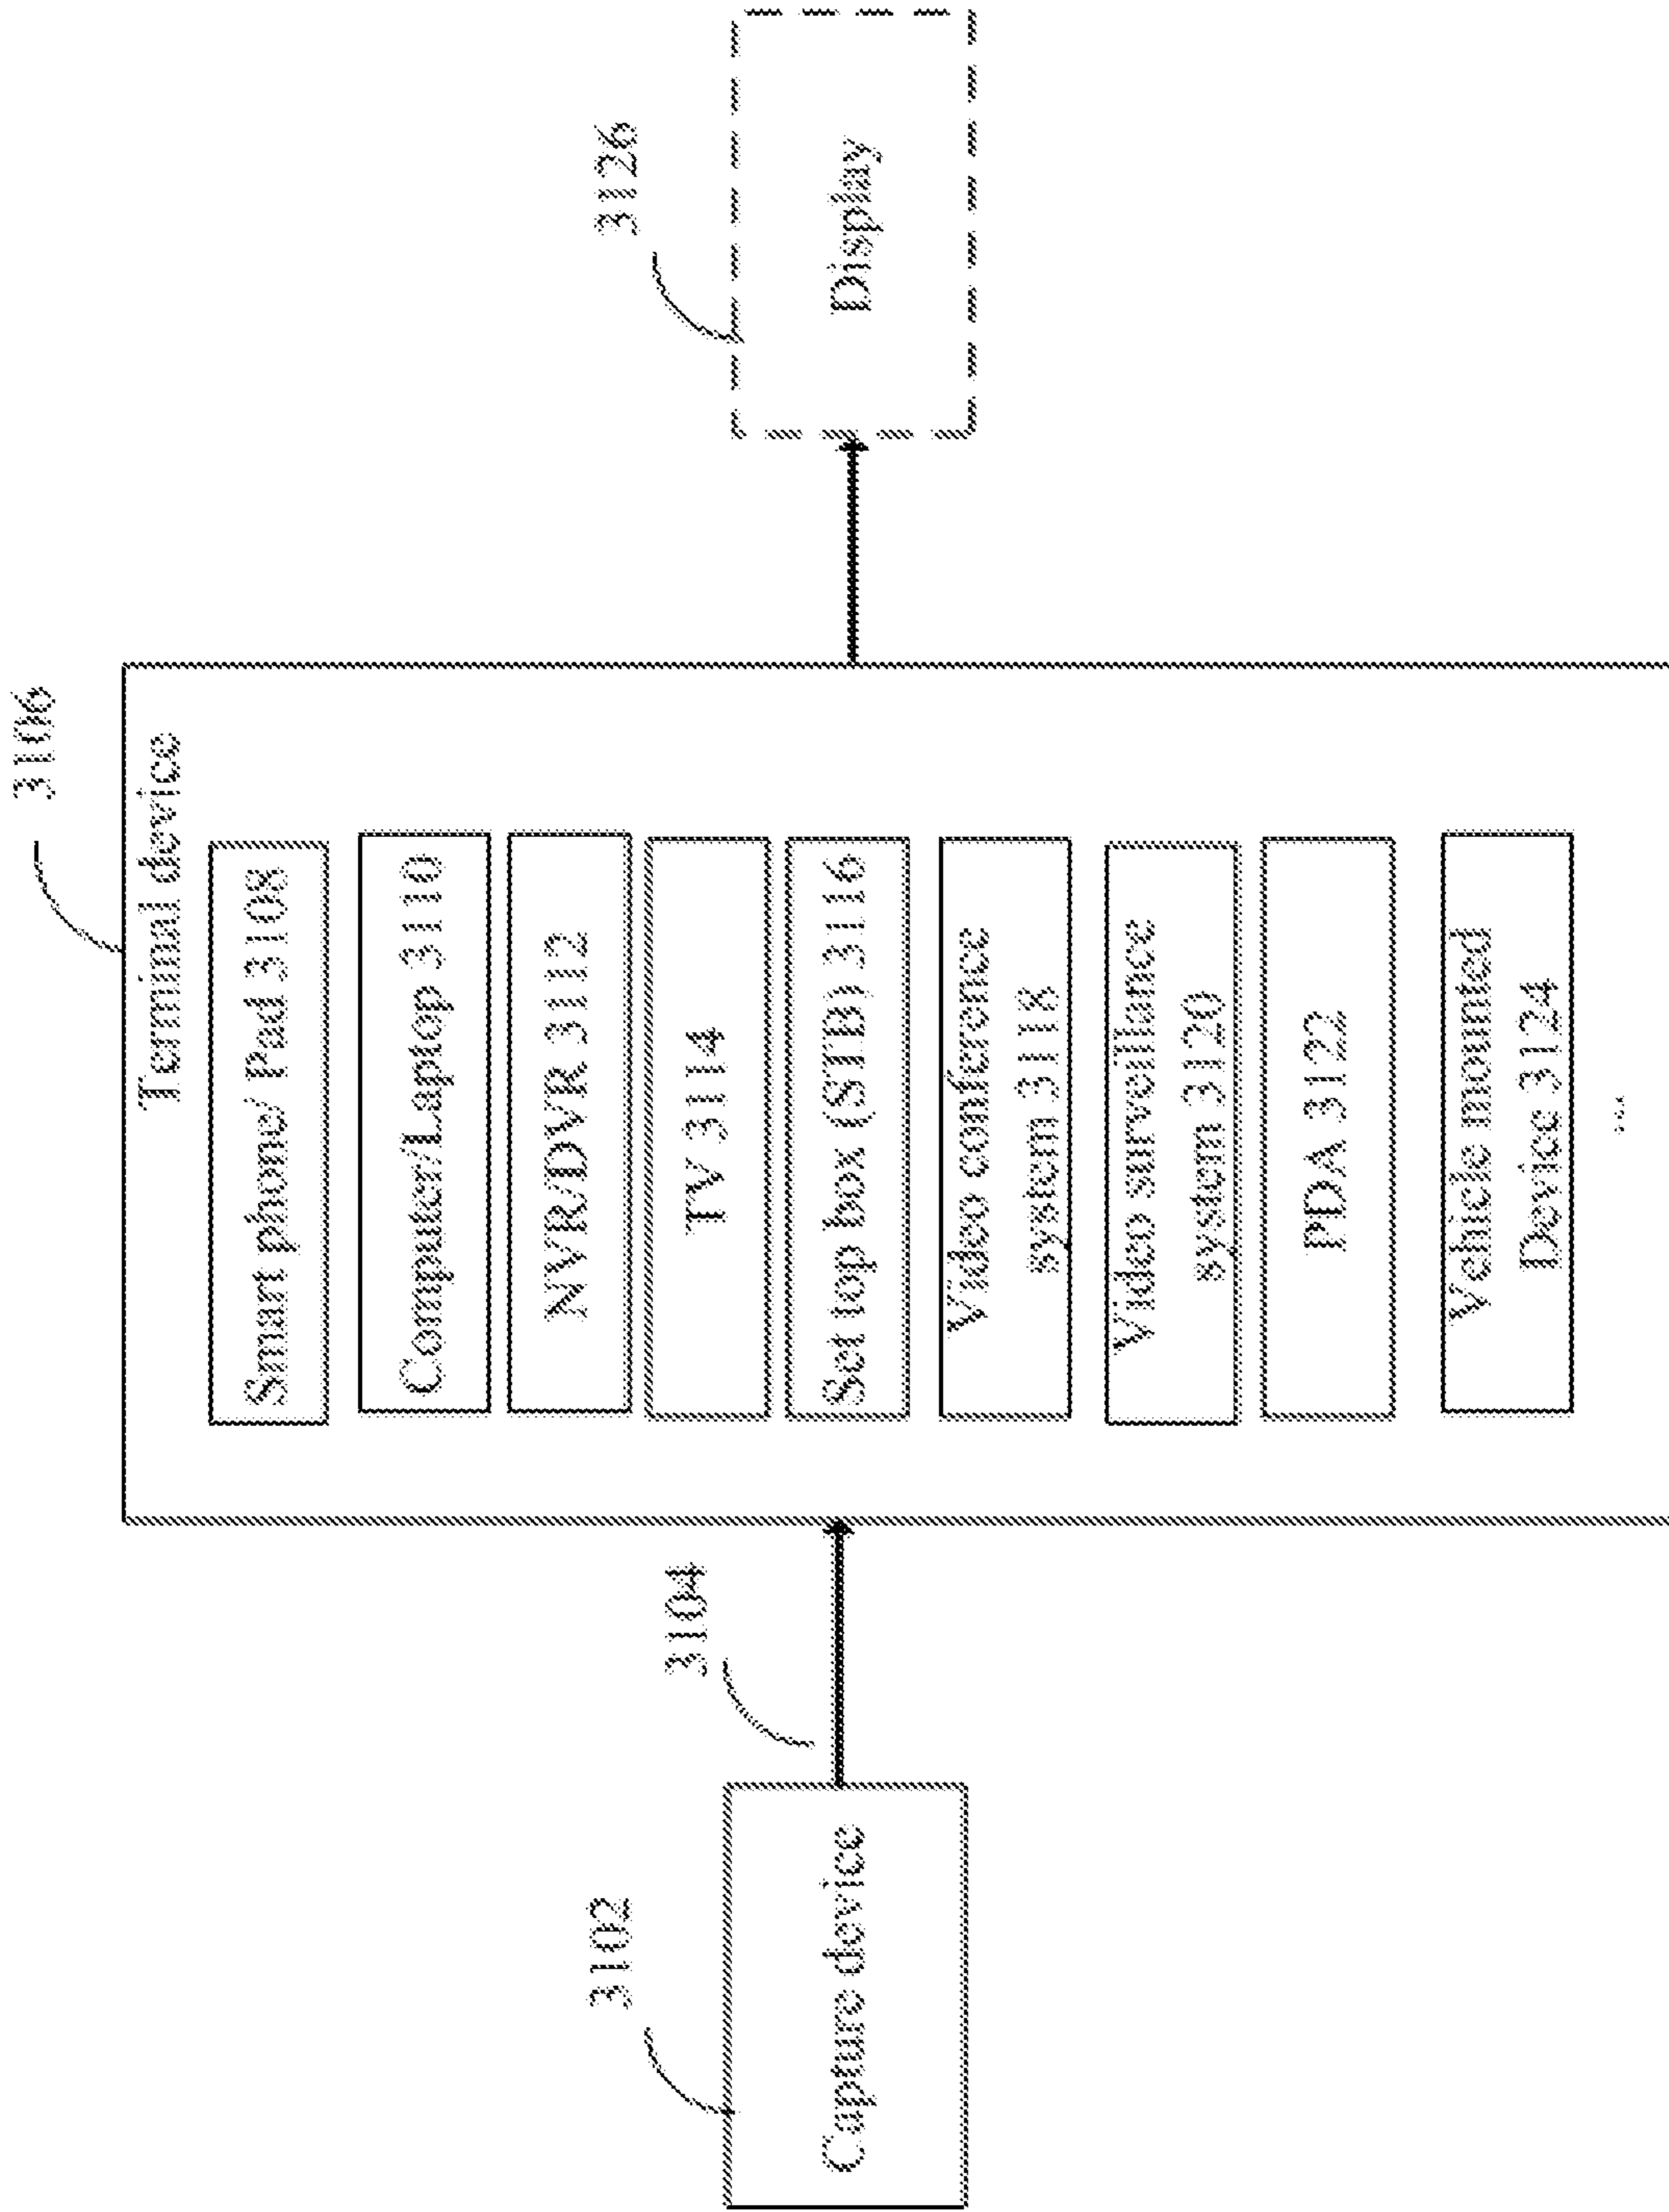 3106
Terminal device
Smart phone/ Pad 3108
Computer/Laptop 3110
NVR/DVR 3112
TV 3114
Set top box (STB) 3116
Video conference
system 3118
Video surveillance
system 3120
PDA 3122
Vehicle mounted
Device 3124
...
3102
Capture device
3104
3126
Display